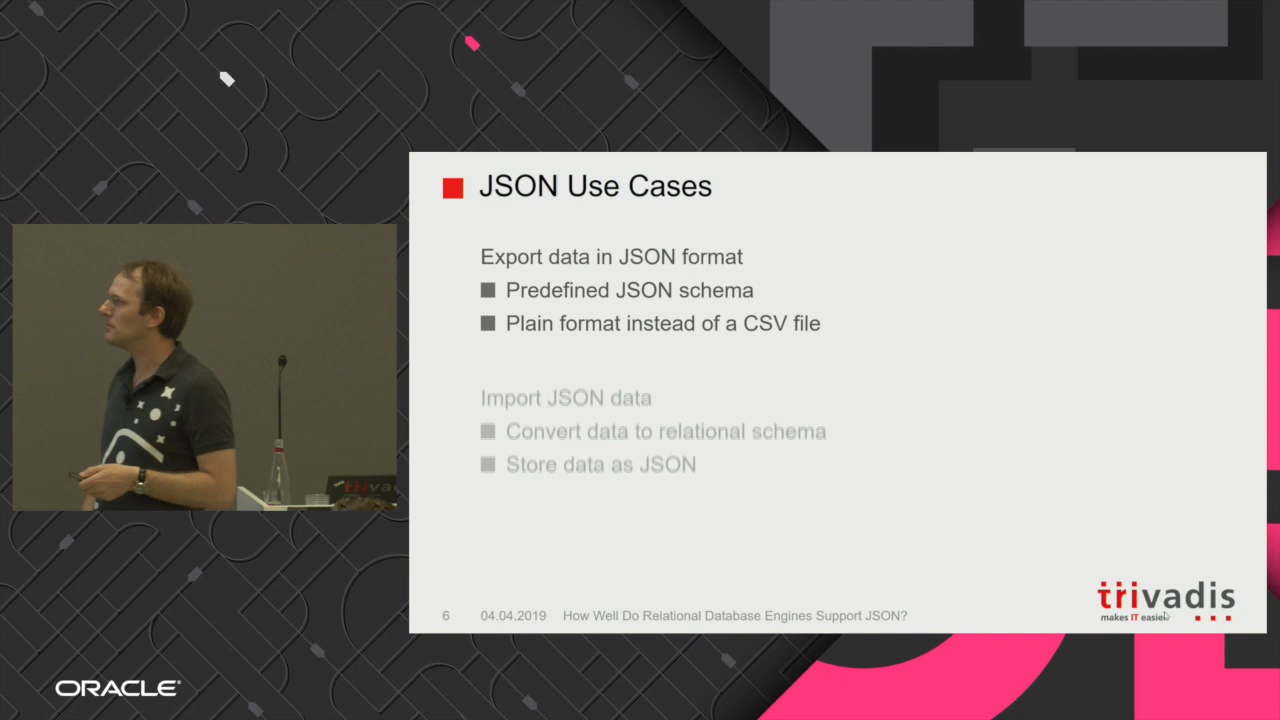 JSON Use Cases
Export data in JSON format
Predefined JSON schema
Plain format instead of a CSV file
Import JSON data
Convert data to relational schema
Store data as JSON
6 04.04.2019 How Well Do Relational Database Engines Support JSON?
trivadis
makes IT easier.
ORACLE